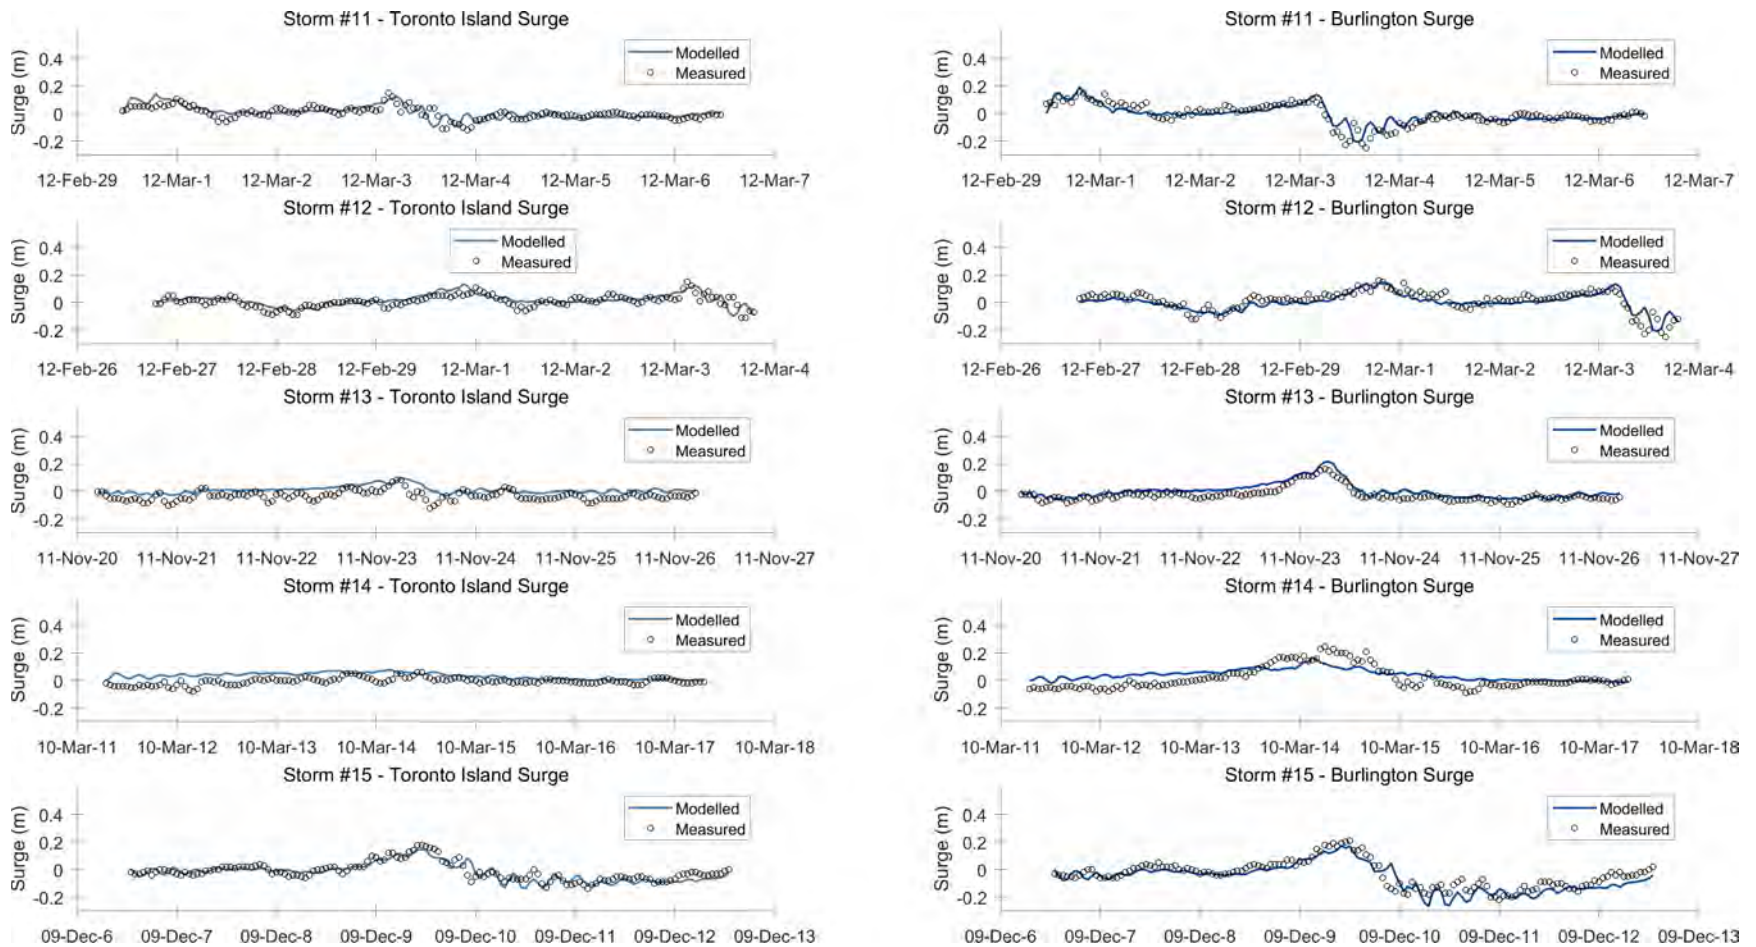 Storm #11 - Toronto Island Surge
Surge (m)
0.4
0.2
0
-0.2
Modelled
Measured
12-Feb-29 12-Mar-1 12-Mar-2 12-Mar-3 12-Mar-4 12-Mar-5 12-Mar-6 12-Mar-7
Storm #11 - Burlington Surge
Surge (m)
0.4
0.2
0
-0.2
Modelled
Measured
12-Feb-29 12-Mar-1 12-Mar-2 12-Mar-3 12-Mar-4 12-Mar-5 12-Mar-6 12-Mar-7
Storm #12 - Toronto Island Surge
Surge (m)
0.4
0.2
0
-0.2
Modelled
Measured
12-Feb-26 12-Feb-27 12-Feb-28 12-Feb-29 12-Mar-1 12-Mar-2 12-Mar-3 12-Mar-4
Storm #12 - Burlington Surge
Surge (m)
0.4
0.2
0
-0.2
Modelled
Measured
12-Feb-26 12-Feb-27 12-Feb-28 12-Feb-29 12-Mar-1 12-Mar-2 12-Mar-3 12-Mar-4
Storm #13 - Toronto Island Surge
Surge (m)
0.4
0.2
0
-0.2
Modelled
Measured
11-Nov-20 11-Nov-21 11-Nov-22 11-Nov-23 11-Nov-24 11-Nov-25 11-Nov-26 11-Nov-27
Storm #13 - Burlington Surge
Surge (m)
0.4
0.2
0
-0.2
Modelled
Measured
11-Nov-20 11-Nov-21 11-Nov-22 11-Nov-23 11-Nov-24 11-Nov-25 11-Nov-26 11-Nov-27
Storm #14 - Toronto Island Surge
Surge (m)
0.4
0.2
0
-0.2
Modelled
Measured
10-Mar-11 10-Mar-12 10-Mar-13 10-Mar-14 10-Mar-15 10-Mar-16 10-Mar-17 10-Mar-18
Storm #14 - Burlington Surge
Surge (m)
0.4
0.2
0
-0.2
Modelled
Measured
10-Mar-11 10-Mar-12 10-Mar-13 10-Mar-14 10-Mar-15 10-Mar-16 10-Mar-17 10-Mar-18
Storm #15 - Toronto Island Surge
Surge (m)
0.4
0.2
0
-0.2
Modelled
Measured
09-Dec-6 09-Dec-7 09-Dec-8 09-Dec-9 09-Dec-10 09-Dec-11 09-Dec-12 09-Dec-13
Storm #15 - Burlington Surge
Surge (m)
0.4
0.2
0
-0.2
Modelled
Measured
09-Dec-6 09-Dec-7 09-Dec-8 09-Dec-9 09-Dec-10 09-Dec-11 09-Dec-12 09-Dec-13